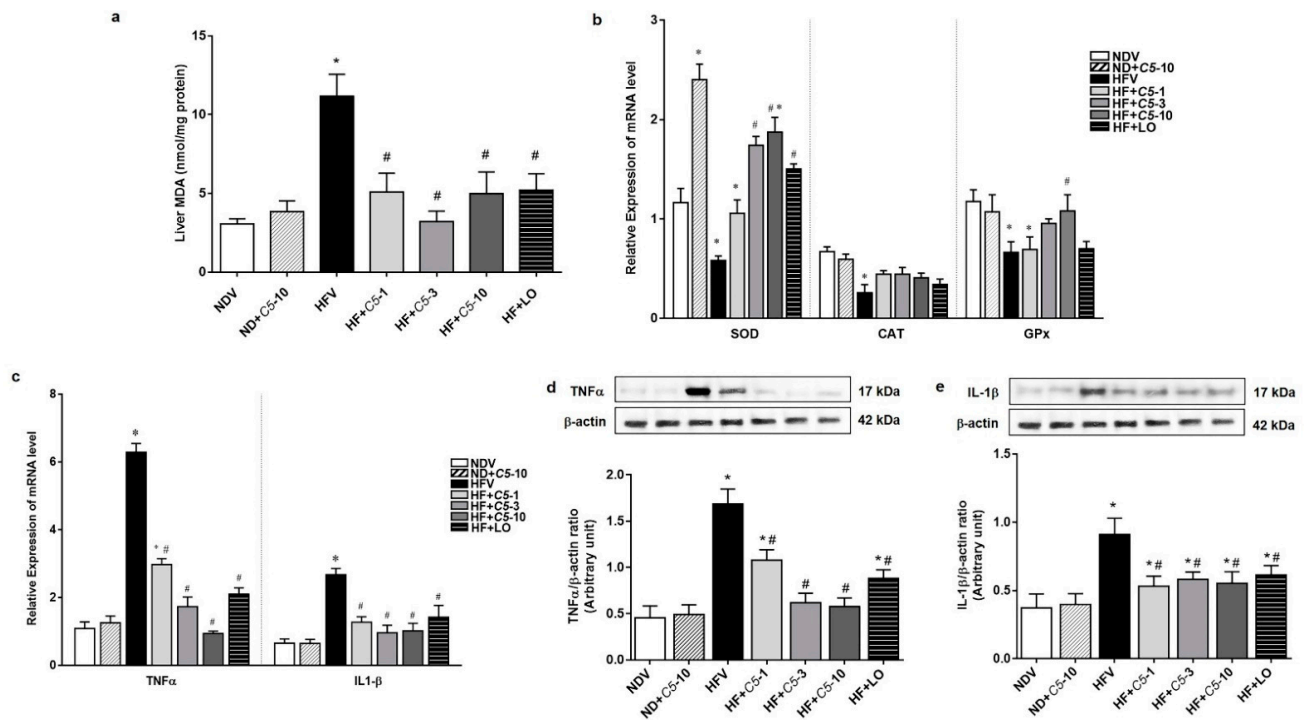 a
Liver MDA (nmol/mg protein)
15
10
5
0
*
#
#
#
#
NDV
ND+C5-10
HFV
HF+C5-1
HF+C5-3
HF+C5-10
HF+LO
b
Relative Expression of mRNA level
3
2
1
0
*
*
*
#
#*
#
*
*
*
#
SOD
CAT
GPx
NDV
ND+C5-10
HFV
HF+C5-1
HF+C5-3
HF+C5-10
HF+LO
c
Relative Expression of mRNA level
8
6
4
2
0
*
* #
#
#
#
*
#
#
#
#
TNFα
IL1-β
NDV
ND+C5-10
HFV
HF+C5-1
HF+C5-3
HF+C5-10
HF+LO
d
TNFα
17 kDa
β-actin
42 kDa
TNFα/β-actin ratio
(Arbitrary unit)
2.0
1.5
1.0
0.5
0.0
*
*#
#
#
*#
NDV
ND+C5-10
HFV
HF+C5-1
HF+C5-3
HF+C5-10
HF+LO
e
IL-1β
17 kDa
β-actin
42 kDa
IL-1β/β-actin ratio
(Arbitrary unit)
1.5
1.0
0.5
0.0
*
*#
*#
*#
*#
NDV
ND+C5-10
HFV
HF+C5-1
HF+C5-3
HF+C5-10
HF+LO